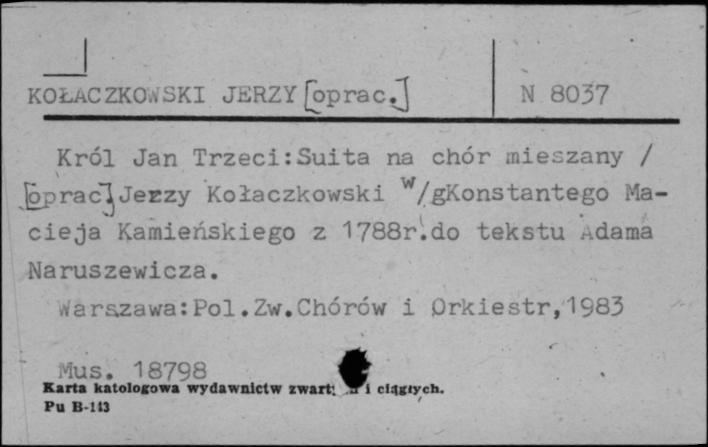 KOŁACZKOWSKI JERZY [oprac.] N 8037
Król Jan Trzeci:Suita na chór mieszany /
[oprac] Jerzy Kołaczkowski w/gKonstantego Ma-
cieja Kamieńskiego z 1788r.do tekstu Adama
Naruszewicza.
Warszawa:Pol.Zw.Chórów i Orkiestr,1983
Mus. 18798
Karta katologowa wydawnictw i ciągłych.
Pu B-143